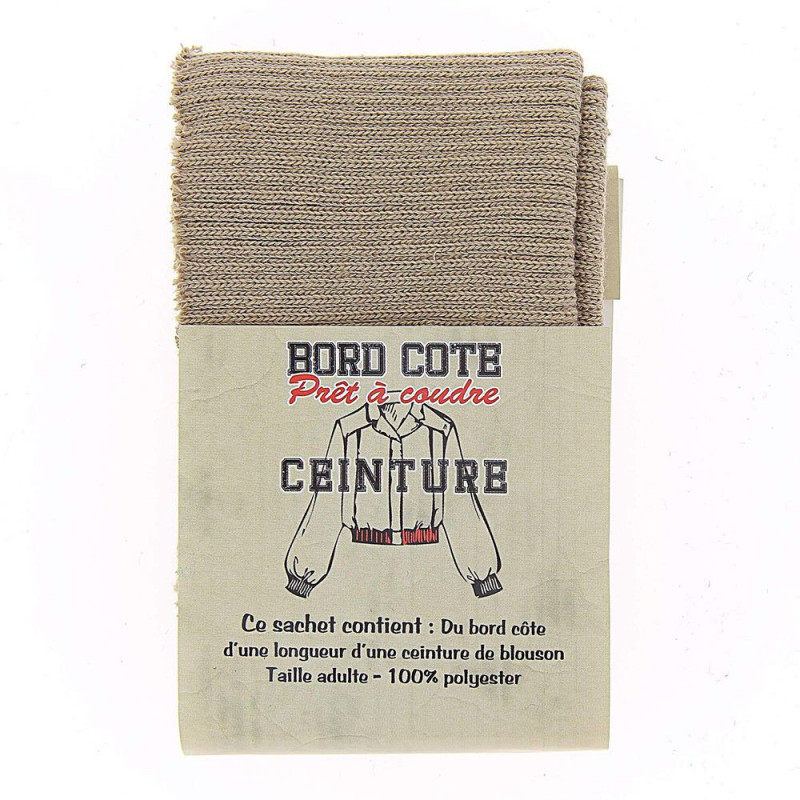 BORD COTE
Prêt à coudre
CEINTURE
Ce sachet contient : Du bord côte
d'une longueur d'une ceinture de blouson
Taille adulte - 100% polyester